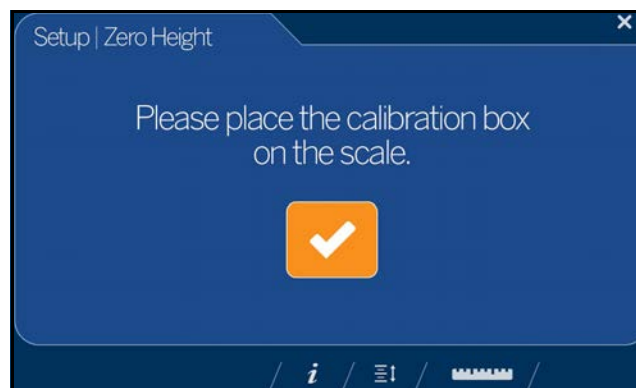 Setup | Zero Height
Please place the calibration box
on the scale.
i